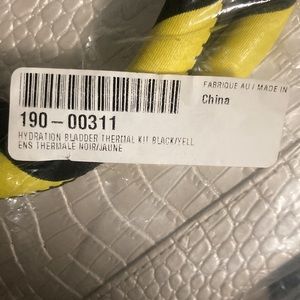 FABRIQUE AU / MADE IN
China
190-00311
HYDRATION BLADDER THERMAL KIT BLACK/YELL
ENS THERMALE NOIR/JAUNE